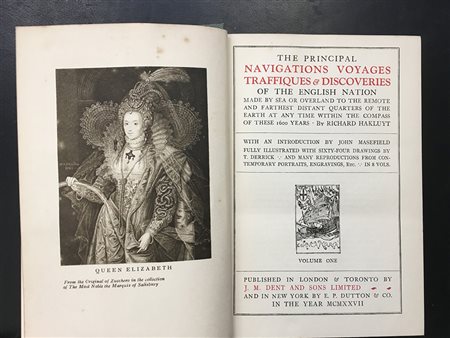 QUEEN ELIZABETH
From the Original of Zucchero in the collection
of The Most Noble the Marquis of Salisbury
THE PRINCIPAL
NAVIGATIONS VOYAGES
TRAFFIQUES & DISCOVERIES
OF THE ENGLISH NATION
MADE BY SEA OR OVERLAND TO THE REMOTE
AND FARTHEST DISTANT QUARTERS OF THE
EARTH AT ANY TIME WITHIN THE COMPASS
OF THESE 1600 YEARS · BY RICHARD HAKLUYT
WITH AN INTRODUCTION BY JOHN MASEFIELD
FULLY ILLUSTRATED WITH SIXTY-FOUR DRAWINGS BY
T. DERRICK ∴ AND MANY REPRODUCTIONS FROM CON-
TEMPORARY PORTRAITS, ENGRAVINGS, Etc. ∵ IN 8 VOLS.
VOLUME ONE
PUBLISHED IN LONDON & TORONTO BY
J. M. DENT AND SONS LIMITED
AND IN NEW YORK BY E. P. DUTTON & CO.
IN THE YEAR MCMXXVII